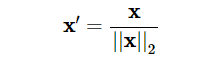 x′ = x / ||x||₂